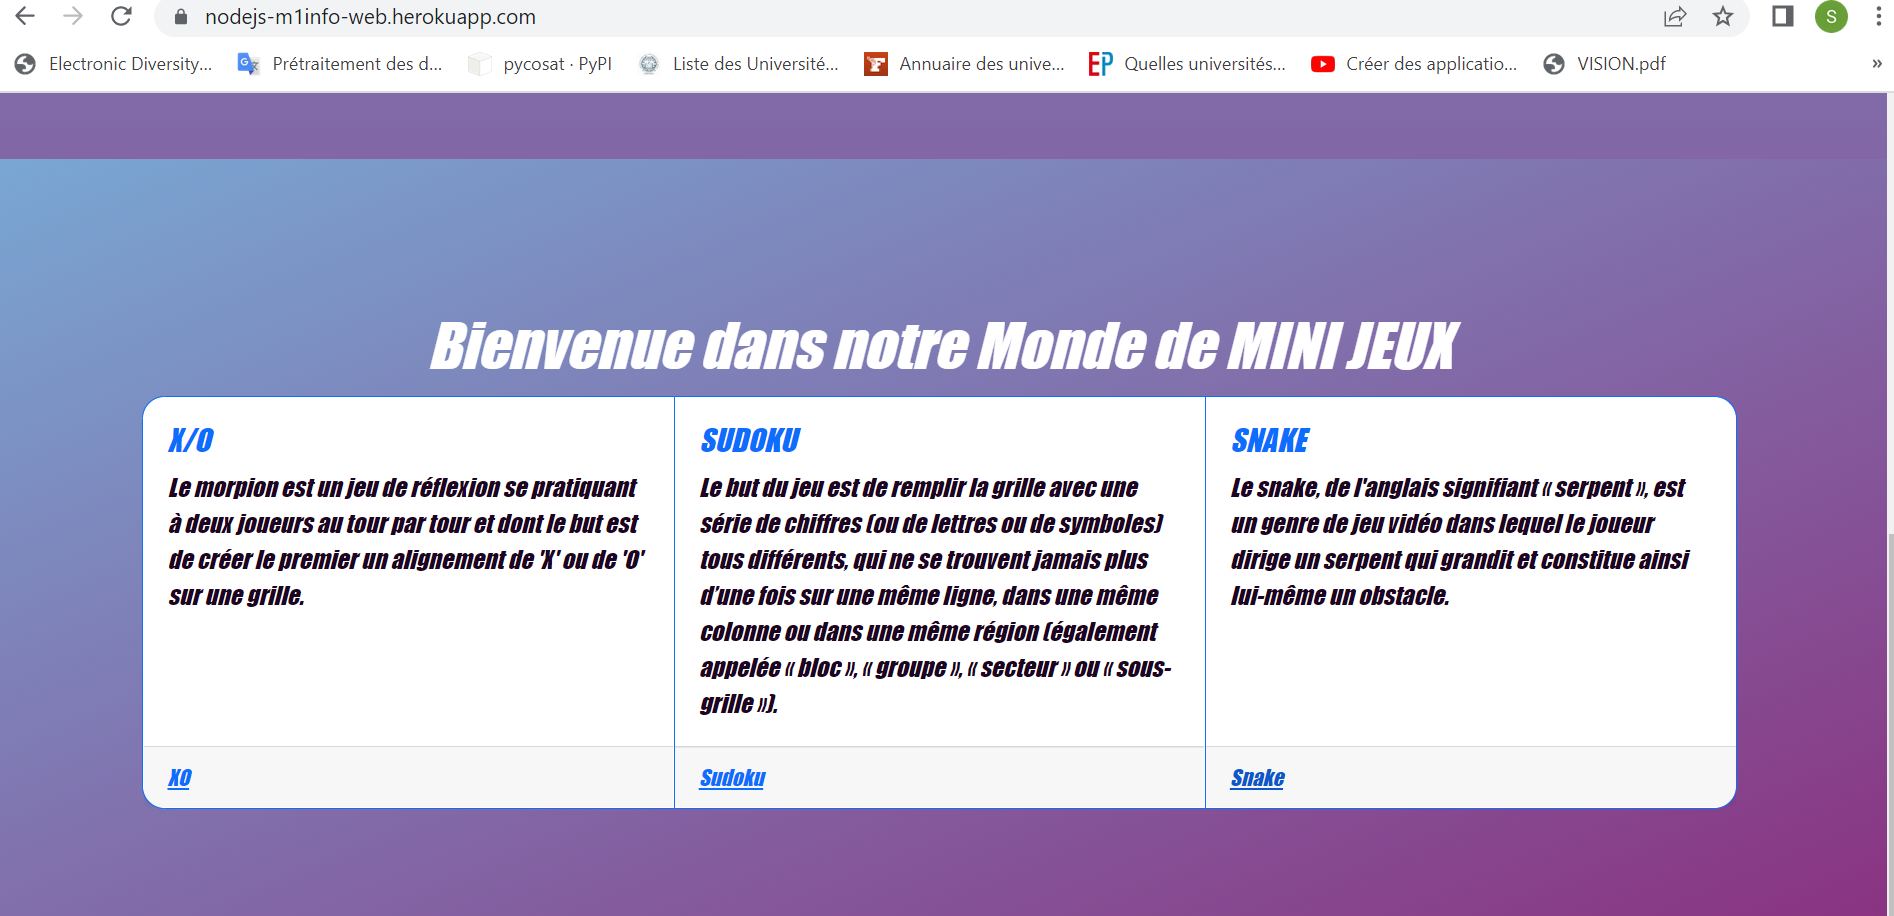 nodejs-m1info-web.herokuapp.com
S
Electronic Diversity... Prétraitement des d... pycosat · PyPI Liste des Université... Annuaire des unive... EP Quelles universités... Créer des applicatio... VISION.pdf »
Bienvenue dans notre Monde de MINI JEUX
X/O
Le morpion est un jeu de réflexion se pratiquant
à deux joueurs au tour par tour et dont le but est
de créer le premier un alignement de 'X' ou de 'O'
sur une grille.
XO
SUDOKU
Le but du jeu est de remplir la grille avec une
série de chiffres (ou de lettres ou de symboles)
tous différents, qui ne se trouvent jamais plus
d’une fois sur une même ligne, dans une même
colonne ou dans une même région (également
appelée « bloc », « groupe », « secteur » ou « sous-
grille »).
Sudoku
SNAKE
Le snake, de l'anglais signifiant « serpent », est
un genre de jeu vidéo dans lequel le joueur
dirige un serpent qui grandit et constitue ainsi
lui-même un obstacle.
Snake